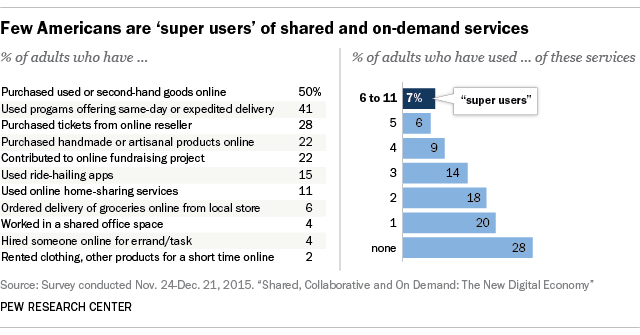 Few Americans are ‘super users’ of shared and on-demand services
% of adults who have ...
Purchased used or second-hand goods online 50%
Used progams offering same-day or expedited delivery 41
Purchased tickets from online reseller 28
Purchased handmade or artisanal products online 22
Contributed to online fundraising project 22
Used ride-hailing apps 15
Used online home-sharing services 11
Ordered delivery of groceries online from local store 6
Worked in a shared office space 4
Hired someone online for errand/task 4
Rented clothing, other products for a short time online 2
% of adults who have used ... of these services
6 to 11 7% “super users”
5 6
4 9
3 14
2 18
1 20
none 28
Source: Survey conducted Nov. 24-Dec. 21, 2015. “Shared, Collaborative and On Demand: The New Digital Economy”
PEW RESEARCH CENTER